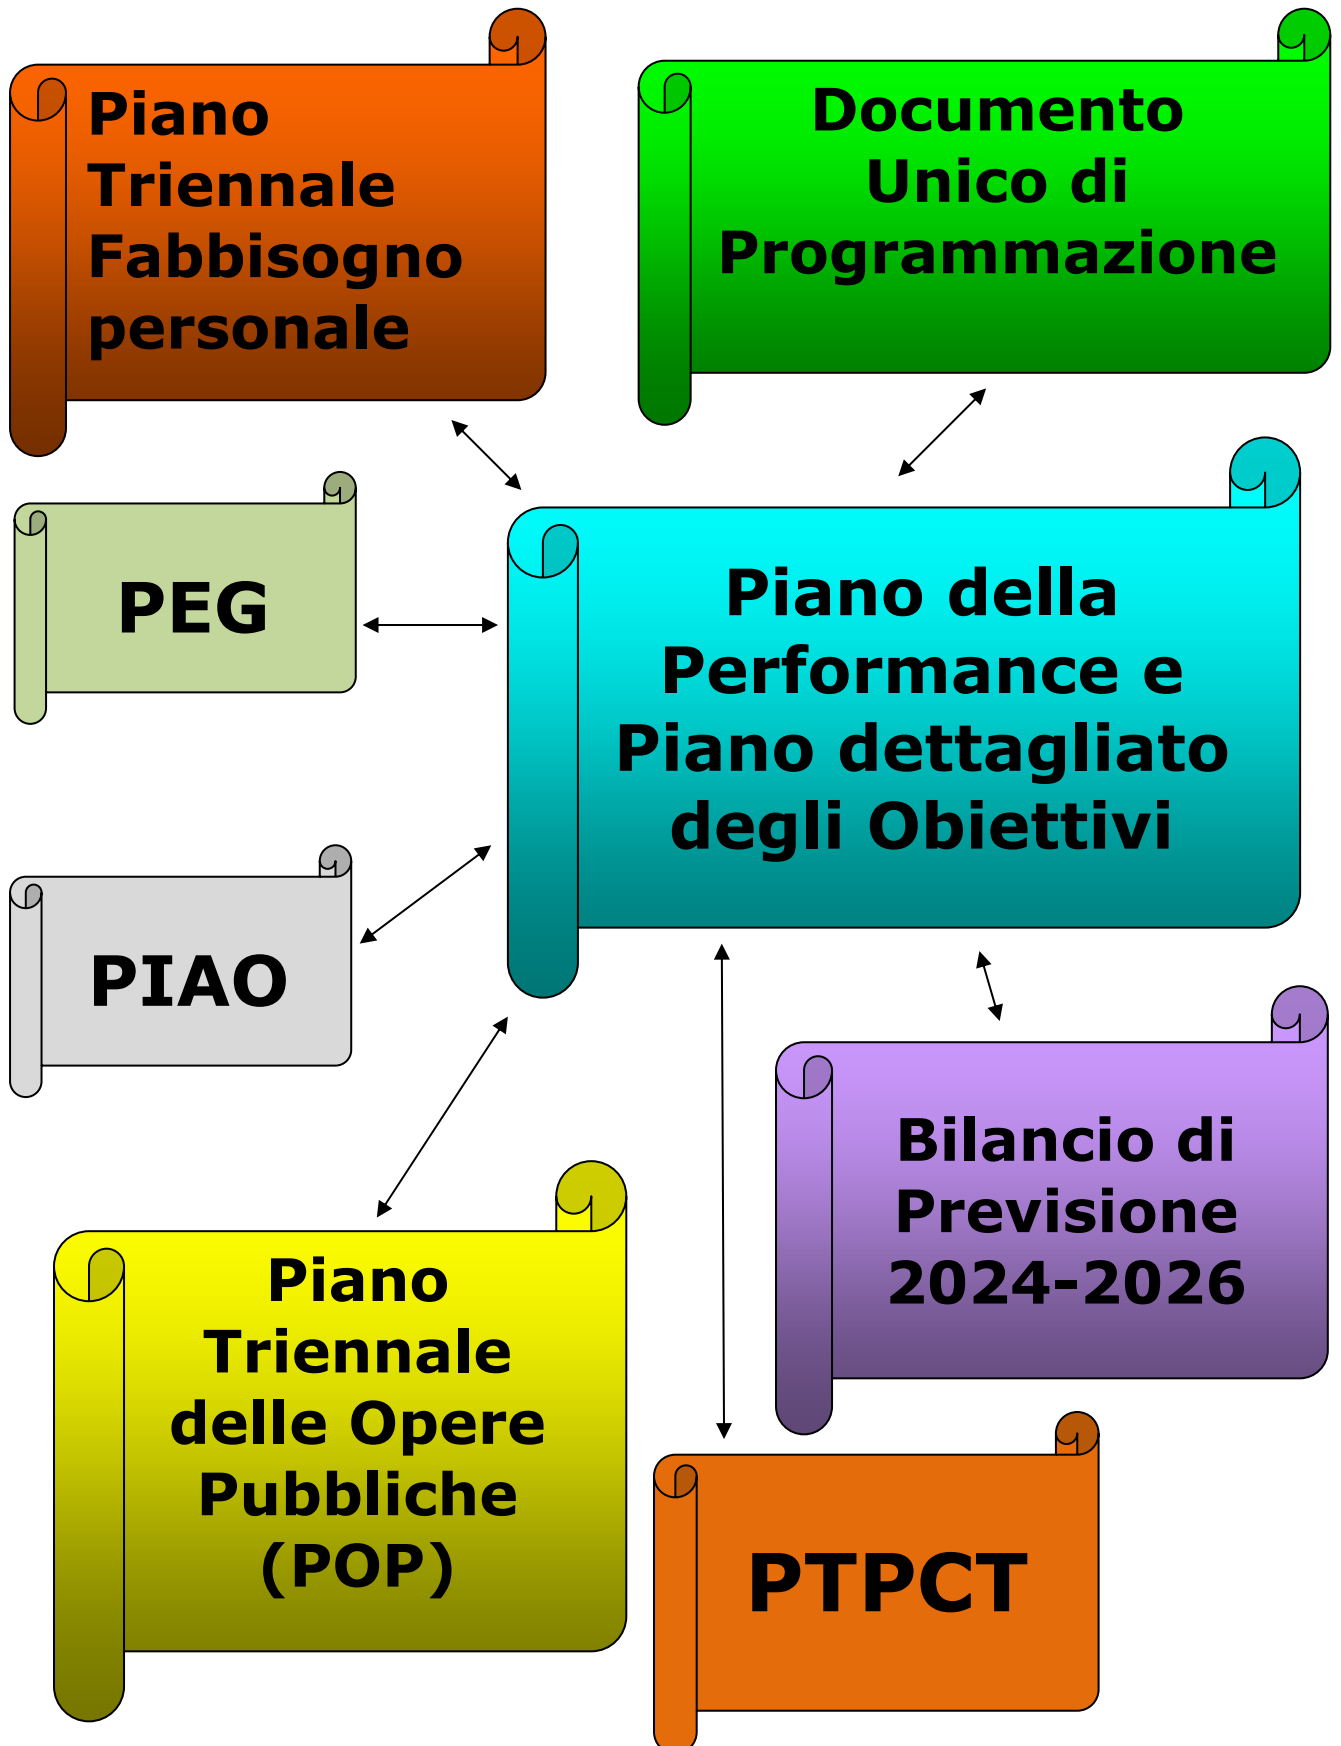 Piano
Triennale
Fabbisogno
personale
Documento
Unico di
Programmazione
PEG
Piano della
Performance e
Piano dettagliato
degli Obiettivi
PIAO
Bilancio di
Previsione
2024-2026
Piano
Triennale
delle Opere
Pubbliche
(POP)
PTPCT